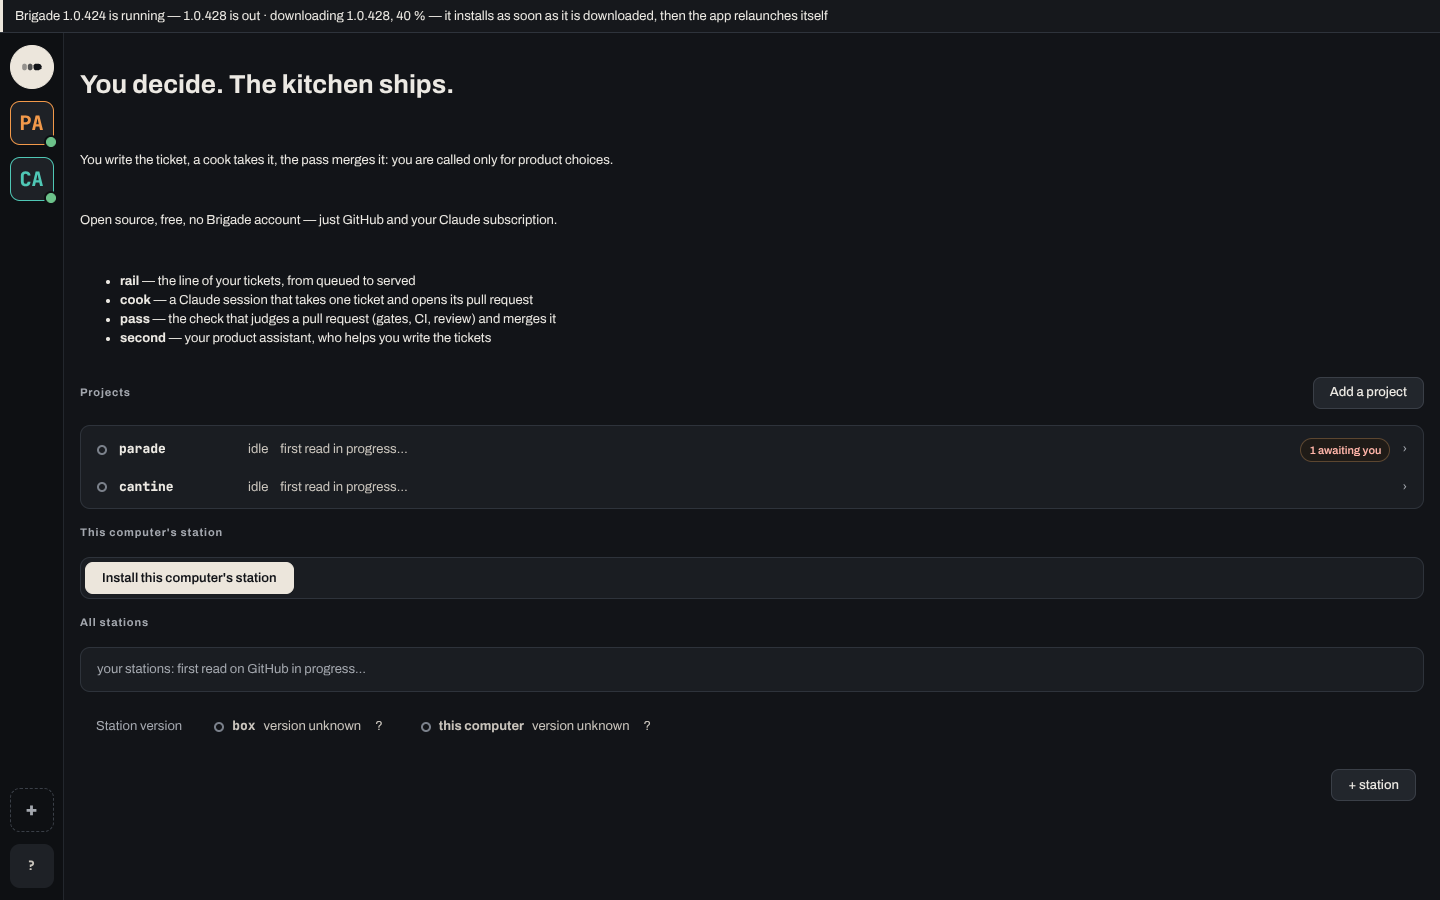 Brigade 1.0.424 is running — 1.0.428 is out · downloading 1.0.428, 40 % — it installs as soon as it is downloaded, then the app relaunches itself
PA
CA
You decide. The kitchen ships.
You write the ticket, a cook takes it, the pass merges it: you are called only for product choices.
Open source, free, no Brigade account — just GitHub and your Claude subscription.
• rail — the line of your tickets, from queued to served
• cook — a Claude session that takes one ticket and opens its pull request
• pass — the check that judges a pull request (gates, CI, review) and merges it
• second — your product assistant, who helps you write the tickets
Projects
Add a project
parade idle first read in progress... 1 awaiting you ›
cantine idle first read in progress... ›
This computer's station
Install this computer's station
All stations
your stations: first read on GitHub in progress...
Station version box version unknown ? this computer version unknown ?
+ station
+
?